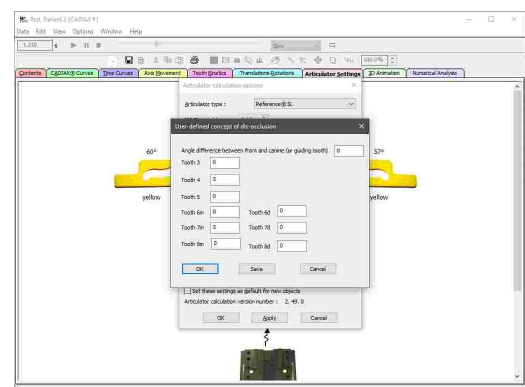 Test, Patient J [CADIAX®]
Data Edit View Options Window Help
1.210 s Slow
100.0%
Contents CADIAX® Curves Time Curves Axis Movement Tooth Kinetics Translations-Rotations Articulator Settings 3D Animation Numerical Analysis
Articulator calculation options
Articulator type : Reference® SL
User-defined concept of dis-occlusion
Angle difference between front and canine (or guiding tooth) 0
60° 57°
Tooth 3 0
Tooth 4 0
Tooth 5 0
yellow yellow
Tooth 6m 0 Tooth 6d 0
Tooth 7m 0 Tooth 7d 0
Tooth 8m 0 Tooth 8d 0
OK Save Cancel
Set these settings as default for new objects
Articulator calculation version number : 2. 49. 0
OK Apply Cancel